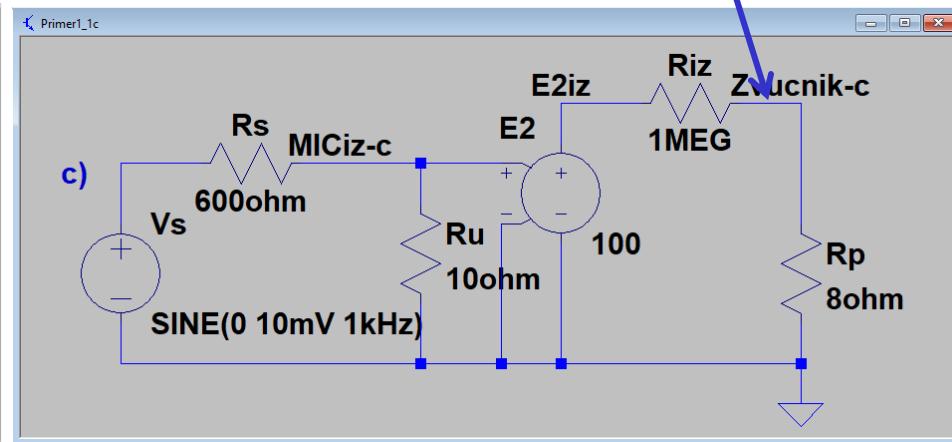 Primer1_1c
c)
Vs
SINE(0 10mV 1kHz)
Rs
600ohm
MICiz-c
Ru
10ohm
E2
E2iz
100
Riz
1MEG
Zvucnik-c
Rp
8ohm